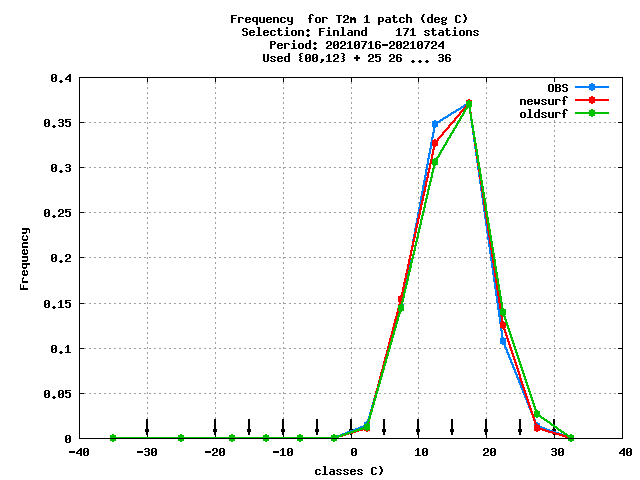 Frequency  for T2m 1 patch (deg C)
Selection: Finland    171 stations
Period: 20210716-20210724
Used {00,12} + 25 26 ... 36
OBS
newsurf
oldsurf
0.4
0.35
0.3
0.25
0.2
0.15
0.1
0.05
0
Frequency
-40 -30 -20 -10 0 10 20 30 40
classes C)